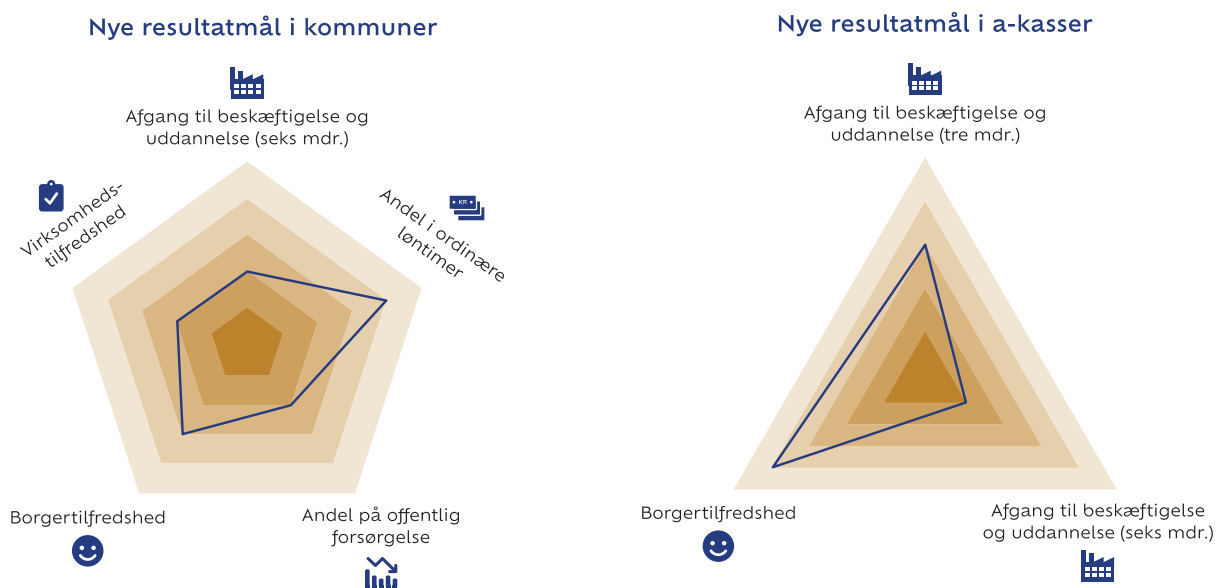 Nye resultatmål i kommuner
Afgang til beskæftigelse og
uddannelse (seks mdr.)
Virksomheds-
tilfredshed
KR
Andel i ordinære
løntimer
Borgertilfredshed
Andel på offentlig
forsørgelse
Nye resultatmål i a-kasser
Afgang til beskæftigelse og
uddannelse (tre mdr.)
Borgertilfredshed
Afgang til beskæftigelse
og uddannelse (seks mdr.)